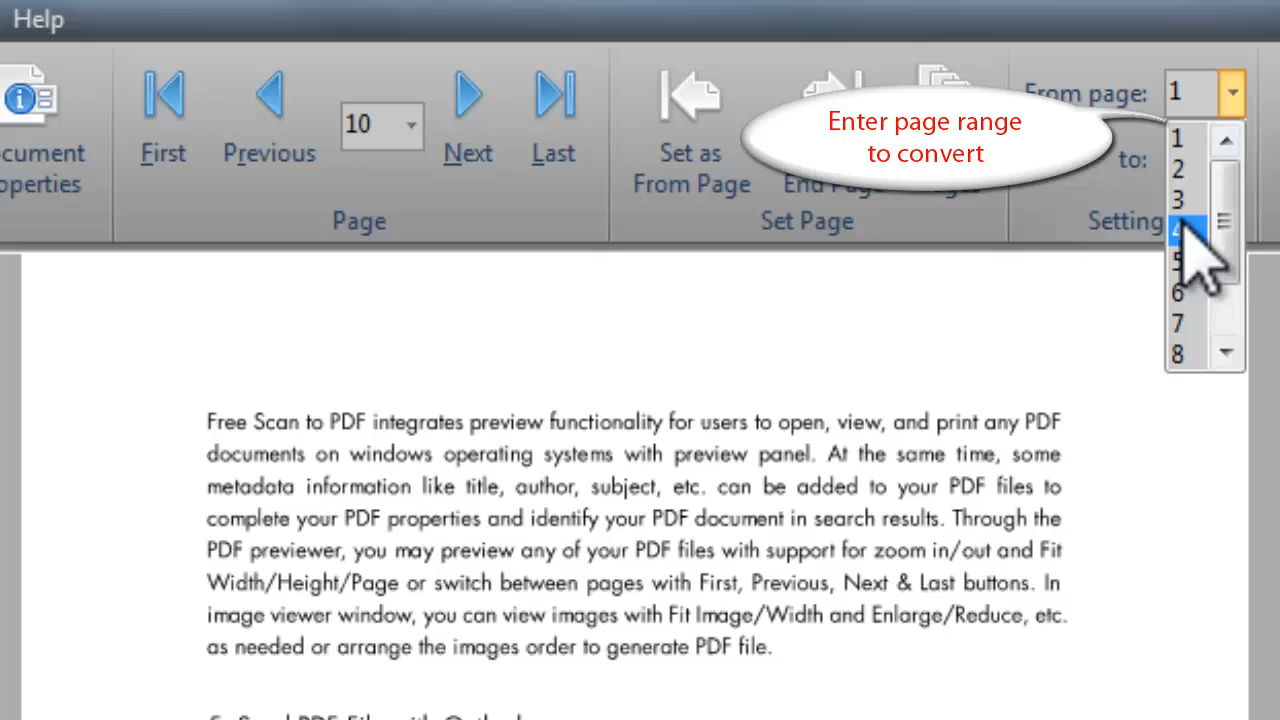 Help
First
Previous
10
Next
Last
Page
Set as
From Page
Set Page
Enter page range
to convert
From page:
1
to:
Setting
1
2
3
5
6
7
8
Free Scan to PDF integrates preview functionality for users to open, view, and print any PDF
documents on windows operating systems with preview panel. At the same time, some
metadata information like title, author, subject, etc. can be added to your PDF files to
complete your PDF properties and identify your PDF document in search results. Through the
PDF previewer, you may preview any of your PDF files with support for zoom in/out and Fit
Width/Height/Page or switch between pages with First, Previous, Next & Last buttons. In
image viewer window, you can view images with Fit Image/Width and Enlarge/Reduce, etc.
as needed or arrange the images order to generate PDF file.